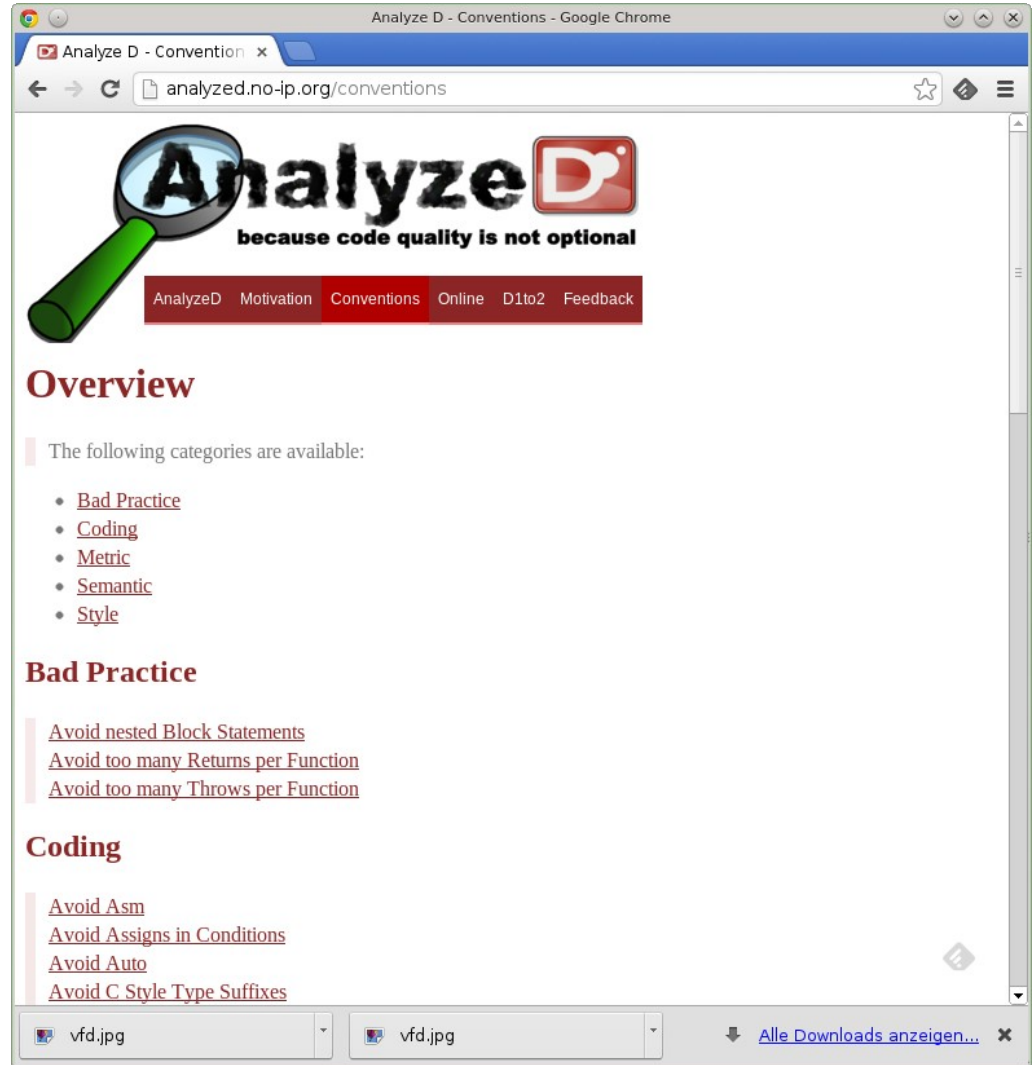 Analyze D - Conventions - Google Chrome
Analyze D - Convention
analyzed.no-ip.org/conventions
AnalyzeD
because code quality is not optional
AnalyzeD Motivation Conventions Online D1to2 Feedback
Overview
The following categories are available:
Bad Practice
Coding
Metric
Semantic
Style
Bad Practice
Avoid nested Block Statements
Avoid too many Returns per Function
Avoid too many Throws per Function
Coding
Avoid Asm
Avoid Assigns in Conditions
Avoid Auto
Avoid C Style Type Suffixes
vfd.jpg vfd.jpg Alle Downloads anzeigen...